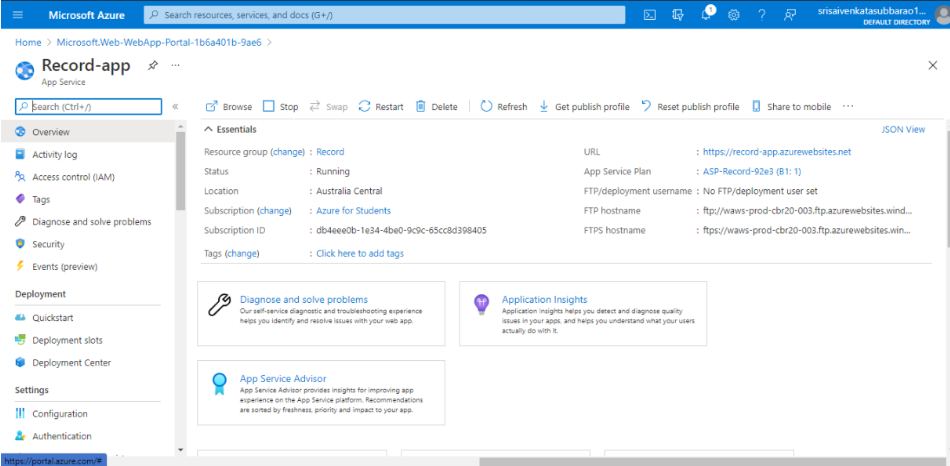 Microsoft Azure
Search resources, services, and docs (G+/)
1
srisaivenkatasubbarao1...
DEFAULT DIRECTORY
Home > Microsoft.Web-WebApp-Portal-1b6a401b-9ae6 >
Record-app
App Service
Search (Ctrl+/)
Browse Stop Swap Restart Delete Refresh Get publish profile Reset publish profile Share to mobile ...
Overview
Activity log
Access control (IAM)
Tags
Diagnose and solve problems
Security
Events (preview)
Deployment
Quickstart
Deployment slots
Deployment Center
Settings
Configuration
Authentication
https://portal.azure.com/#
Essentials
JSON View
Resource group (change) : Record
Status : Running
Location : Australia Central
Subscription (change) : Azure for Students
Subscription ID : db4eee0b-1e34-4be0-9c9c-65cc8d398405
Tags (change) : Click here to add tags
URL : https://record-app.azurewebsites.net
App Service Plan : ASP-Record-92e3 (B1: 1)
FTP/deployment username : No FTP/deployment user set
FTP hostname : ftp://waws-prod-cbr20-003.ftp.azurewebsites.wind...
FTPS hostname : ftps://waws-prod-cbr20-003.ftp.azurewebsites.win...
Diagnose and solve problems
Our self-service diagnostic and troubleshooting experience
helps you identify and resolve issues with your web app.
Application Insights
Application Insights helps you detect and diagnose quality
issues in your apps, and helps you understand what your users
actually do with it.
App Service Advisor
App Service Advisor provides insights for improving app
experience on the App Service platform. Recommendations
are sorted by freshness, priority and impact to your app.